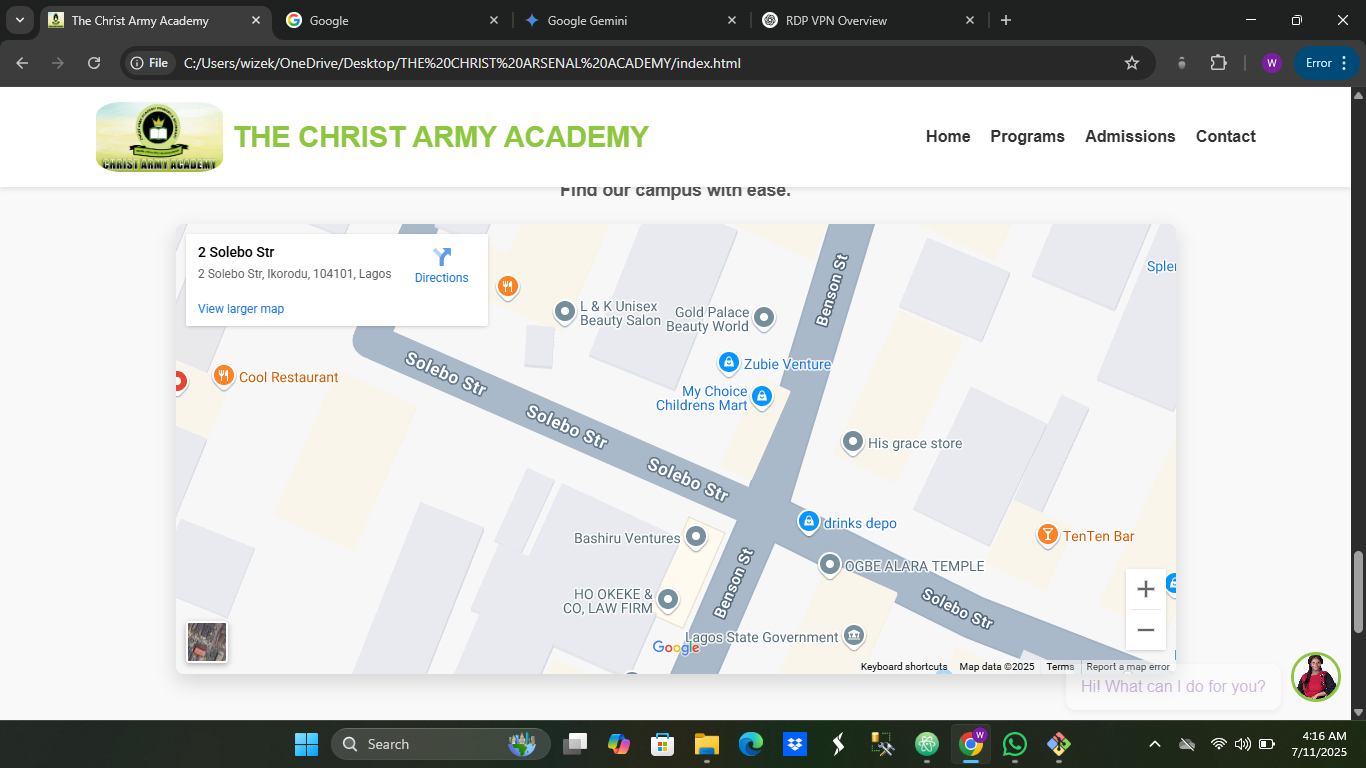 The Christ Army Academy
Google
Google Gemini
RDP VPN Overview
File
C:/Users/wizek/OneDrive/Desktop/THE%20CHRIST%20ARSENAL%20ACADEMY/index.html
W
Error
CHRIST ARMY ACADEMY
THE CHRIST ARMY ACADEMY
Home
Programs
Admissions
Contact
Find our campus with ease.
2 Solebo Str
2 Solebo Str, Ikorodu, 104101, Lagos
Directions
View larger map
L & K Unisex
Beauty Salon
Gold Palace
Beauty World
Benson St
Spler
Zubie Venture
My Choice
Childrens Mart
Cool Restaurant
Solebo Str
Solebo Str
Solebo Str
His grace store
drinks depo
Bashiru Ventures
TenTen Bar
OGBE ALARA TEMPLE
HO OKEKE &
CO, LAW FIRM
Benson St
Solebo Str
Lagos State Government
Google
Keyboard shortcuts
Map data ©2025
Terms
Report a map error
Hi! What can I do for you?
Search
W
4:16 AM
7/11/2025